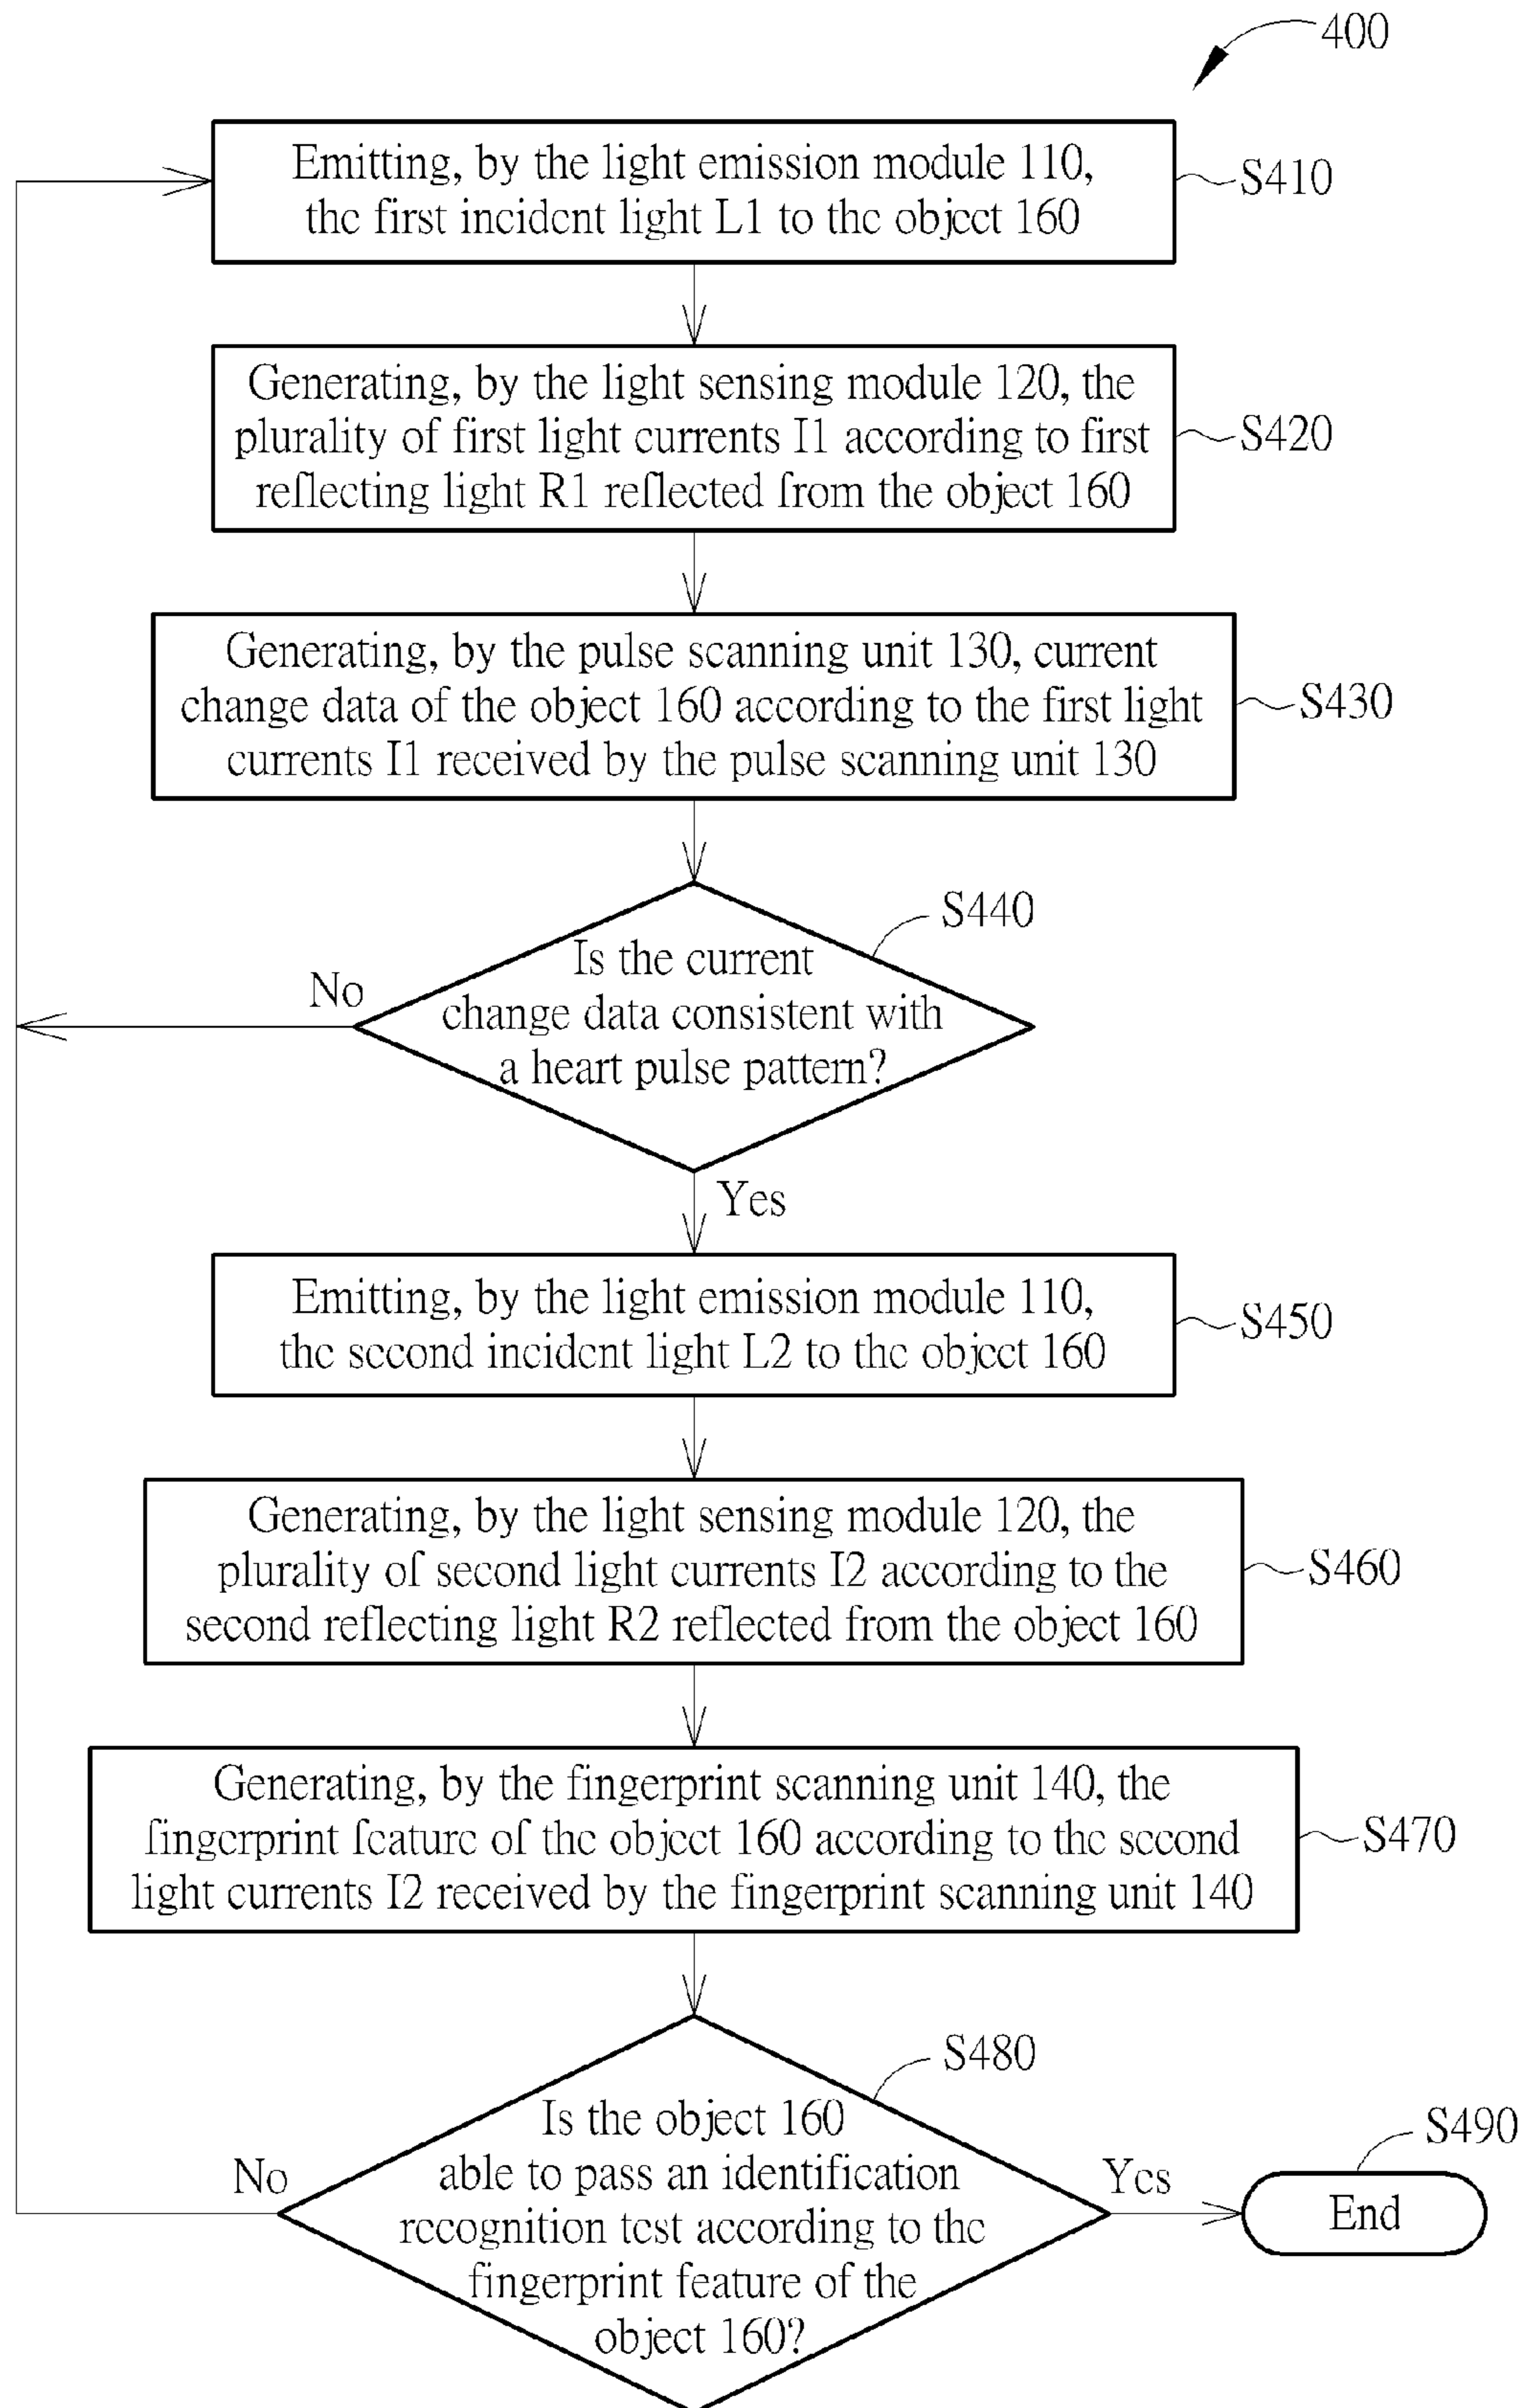 400
Emitting, by the light emission module 110,
the first incident light L1 to the object 160
S410
Generating, by the light sensing module 120, the
plurality of first light currents I1 according to first
reflecting light R1 reflected from the object 160
S420
Generating, by the pulse scanning unit 130, current
change data of the object 160 according to the first light
currents I1 received by the pulse scanning unit 130
S430
S440
Is the current
change data consistent with
a heart pulse pattern?
No
Yes
Emitting, by the light emission module 110,
the second incident light L2 to the object 160
S450
Generating, by the light sensing module 120, the
plurality of second light currents I2 according to the
second reflecting light R2 reflected from the object 160
S460
Generating, by the fingerprint scanning unit 140, the
fingerprint feature of the object 160 according to the second
light currents I2 received by the fingerprint scanning unit 140
S470
S480
Is the object 160
able to pass an identification
recognition test according to the
fingerprint feature of the
object 160?
No
Yes
S490
End